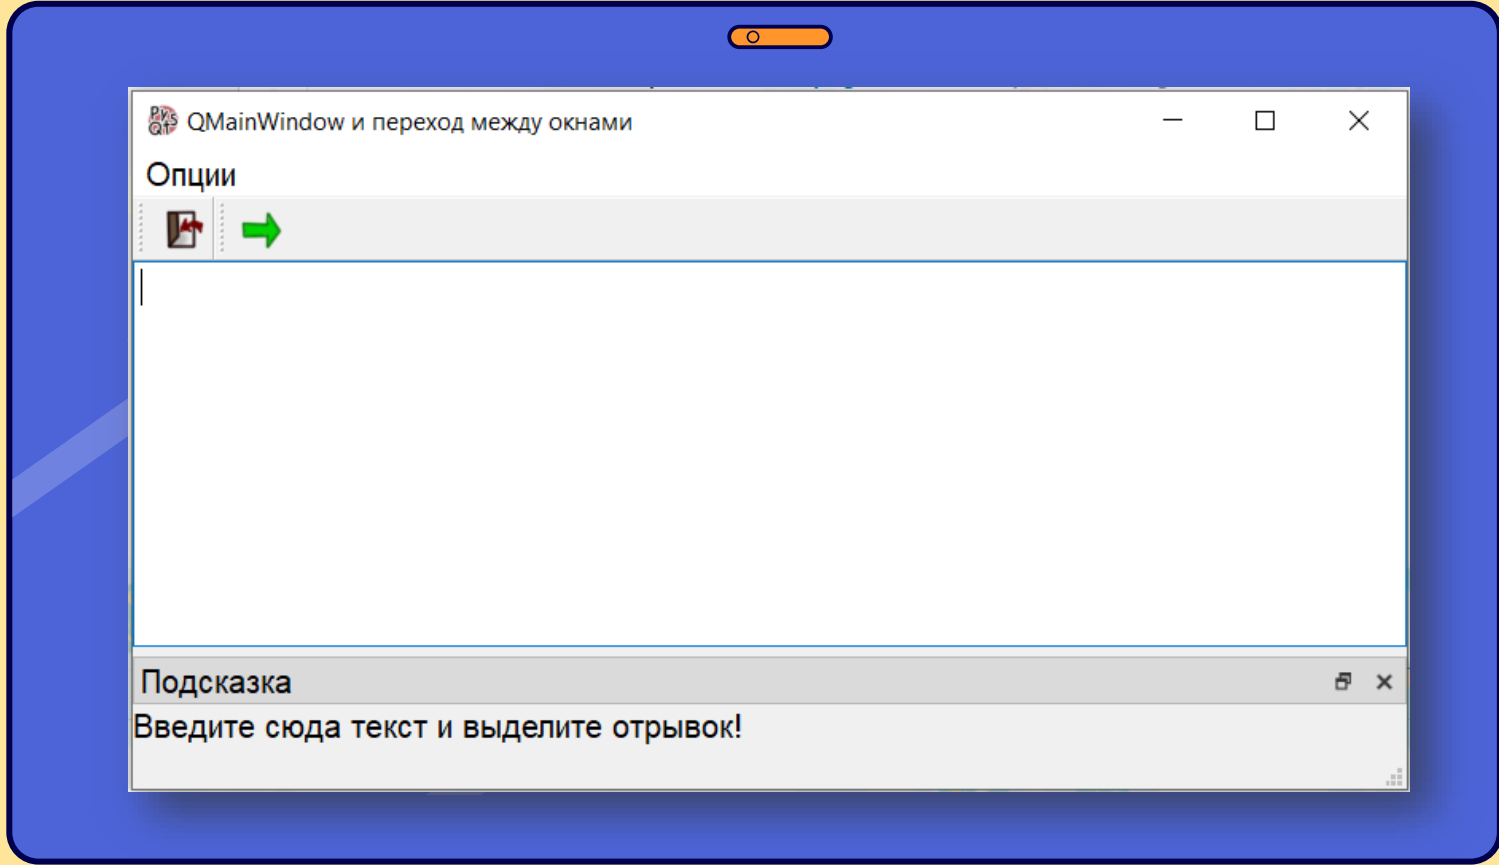 QMainWindow и переход между окнами
Опции
Подсказка
Введите сюда текст и выделите отрывок!